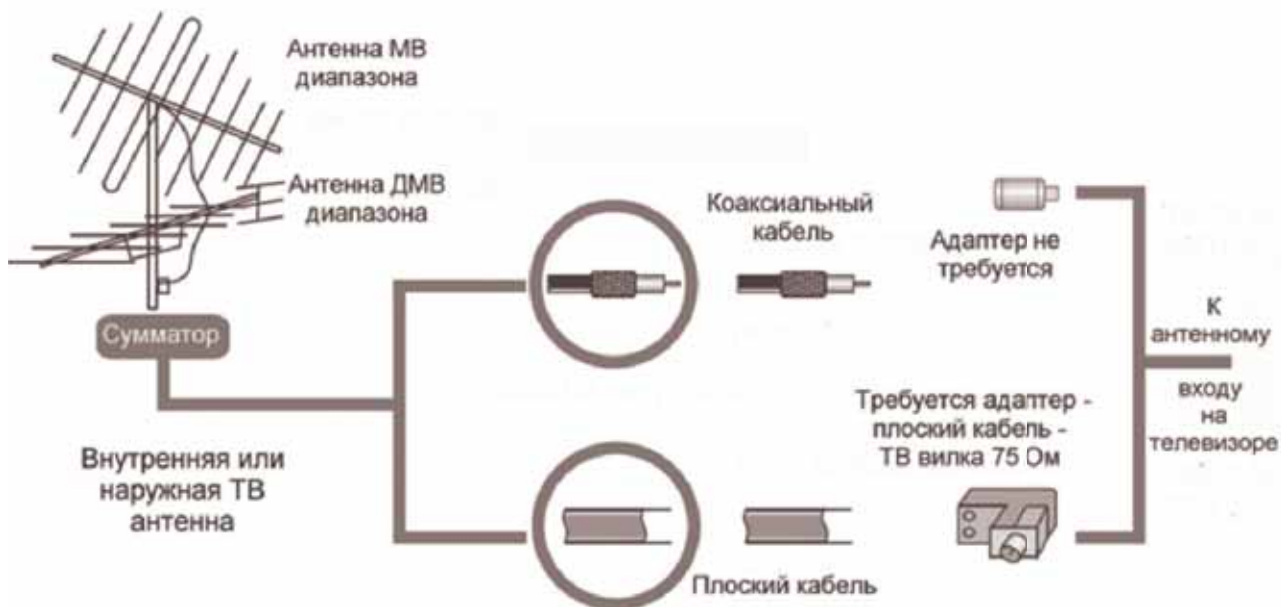 Антенна МВ
диапазона
Антенна ДМВ
диапазона
Сумматор
Внутренняя или
наружная ТВ
антенна
Коаксиальный
кабель
Адаптер не
требуется
К
антенному
входу
на
телевизоре
Требуется адаптер -
плоский кабель -
ТВ вилка 75 Ом
Плоский кабель